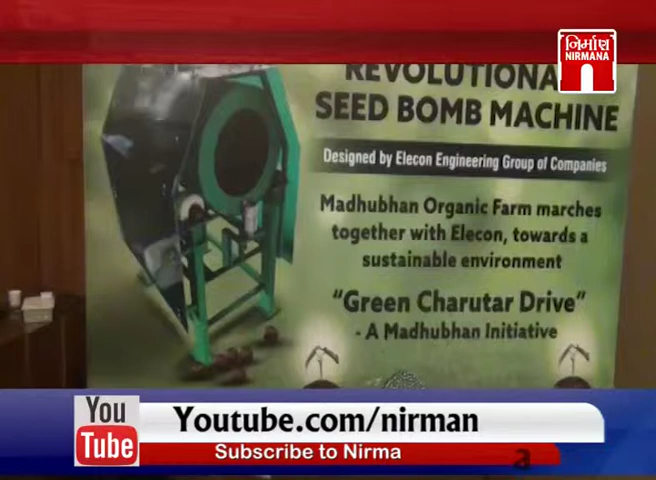 निर्माण
NIRMANA
REVOLUTIONA
SEED BOMB MACHINE
Designed by Elecon Engineering Group of Companies
Madhubhan Organic Farm marches
together with Elecon, towards a
sustainable environment
“Green Charutar Drive”
- A Madhubhan Initiative
You
Tube
Youtube.com/nirman
Subscribe to Nirma
a